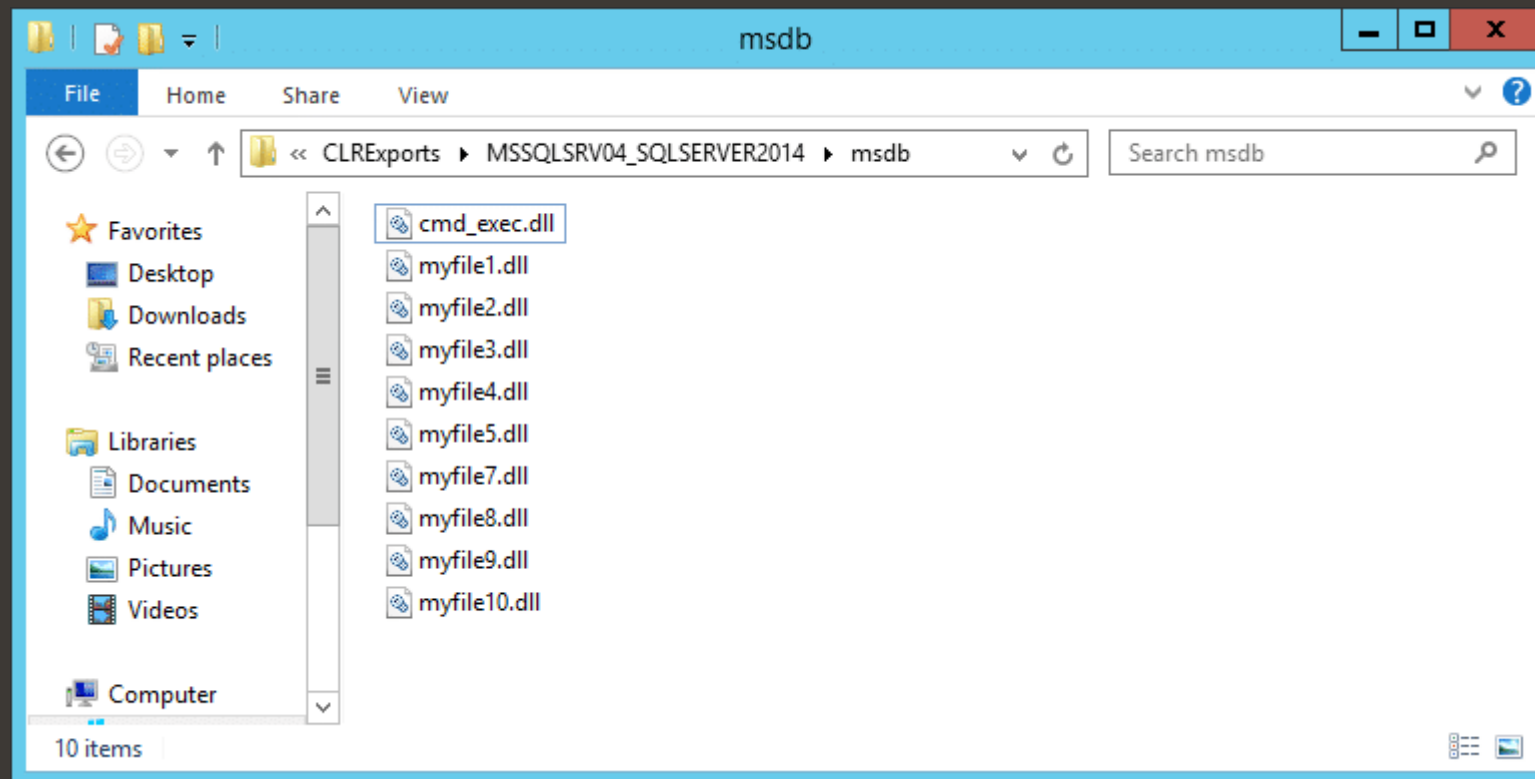 msdb
File Home Share View
« CLRExports ▸ MSSQLSRV04_SQLSERVER2014 ▸ msdb Search msdb
Favorites
Desktop
Downloads
Recent places
Libraries
Documents
Music
Pictures
Videos
Computer
cmd_exec.dll
myfile1.dll
myfile2.dll
myfile3.dll
myfile4.dll
myfile5.dll
myfile7.dll
myfile8.dll
myfile9.dll
myfile10.dll
10 items